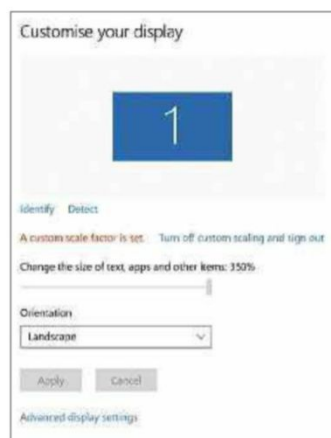 Customise your display
1
Identify Detect
A custom scale factor is set. Turn off custom scaling and sign out
Change the size of text, apps and other items: 350%
Orientation
Landscape
Apply Cancel
Advanced display settings